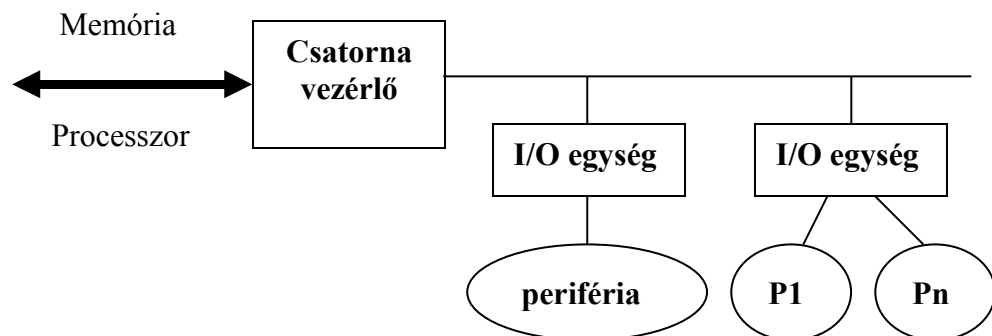 Memória
Processzor
Csatorna
vezérlő
I/O egység
I/O egység
periféria
P1
Pn